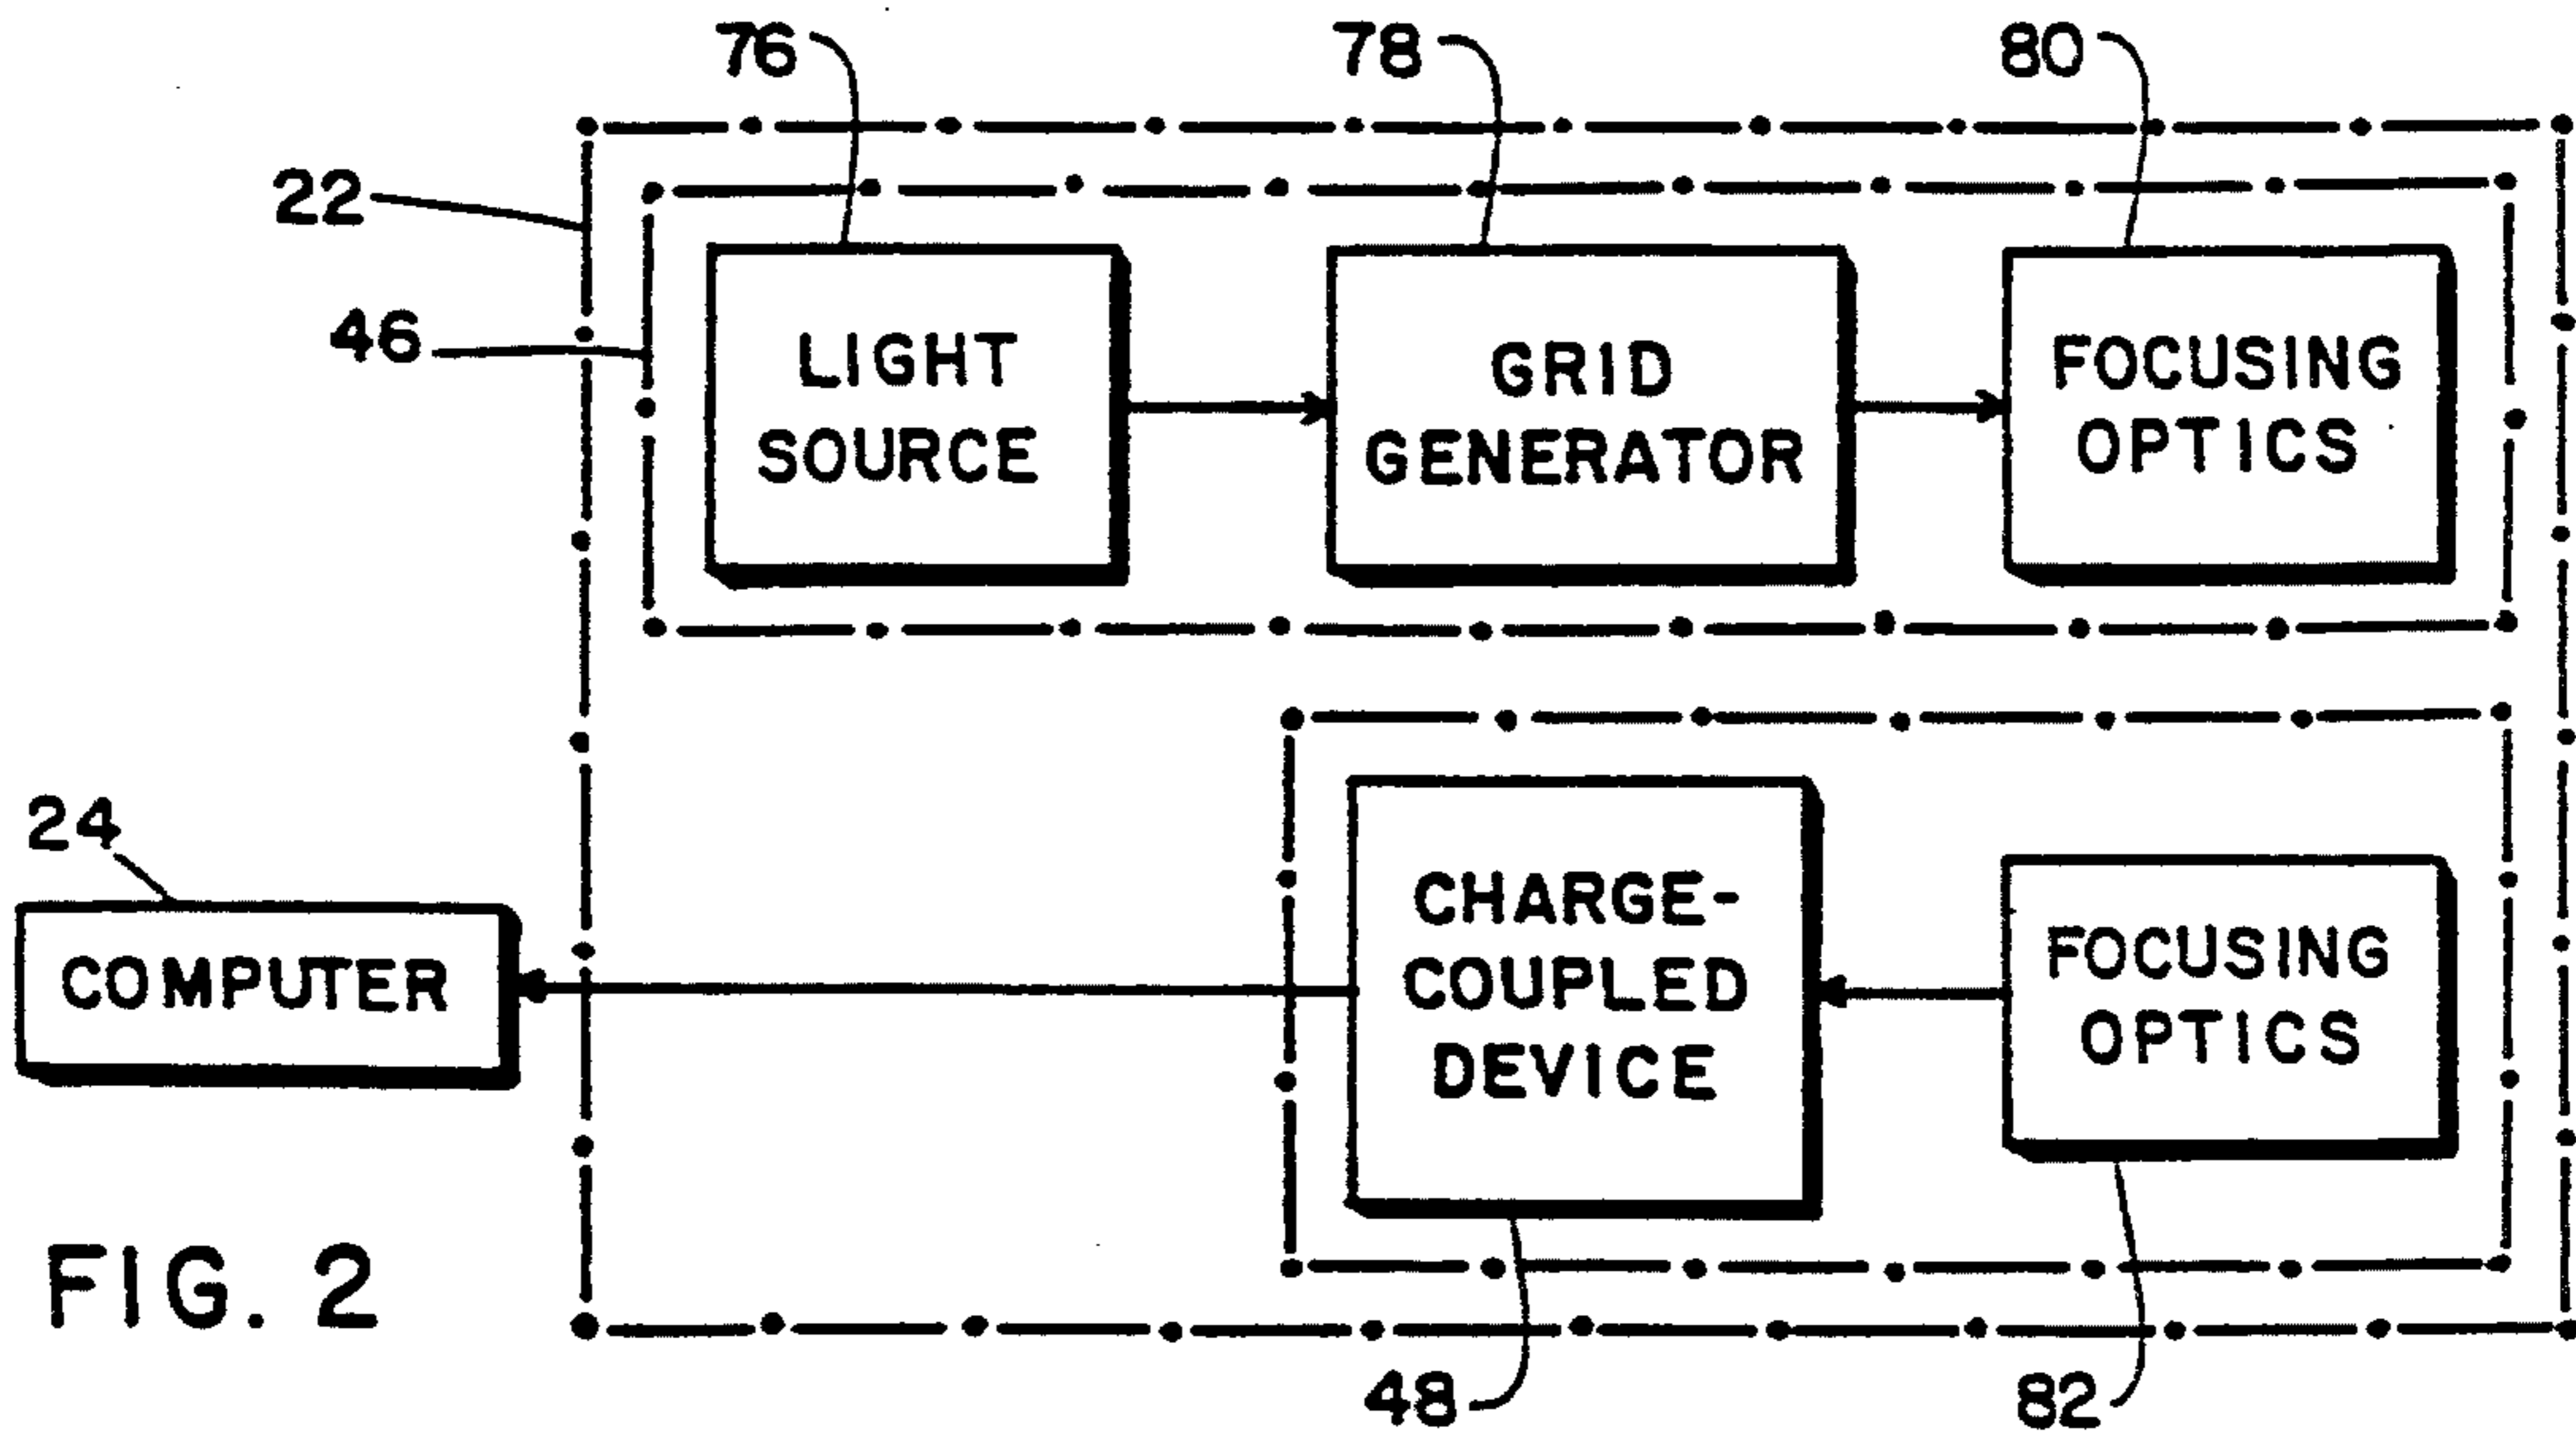 76
78
80
22
46
LIGHT
SOURCE
GRID
GENERATOR
FOCUSING
OPTICS
24
COMPUTER
CHARGE-
COUPLED
DEVICE
FOCUSING
OPTICS
FIG. 2
48
82